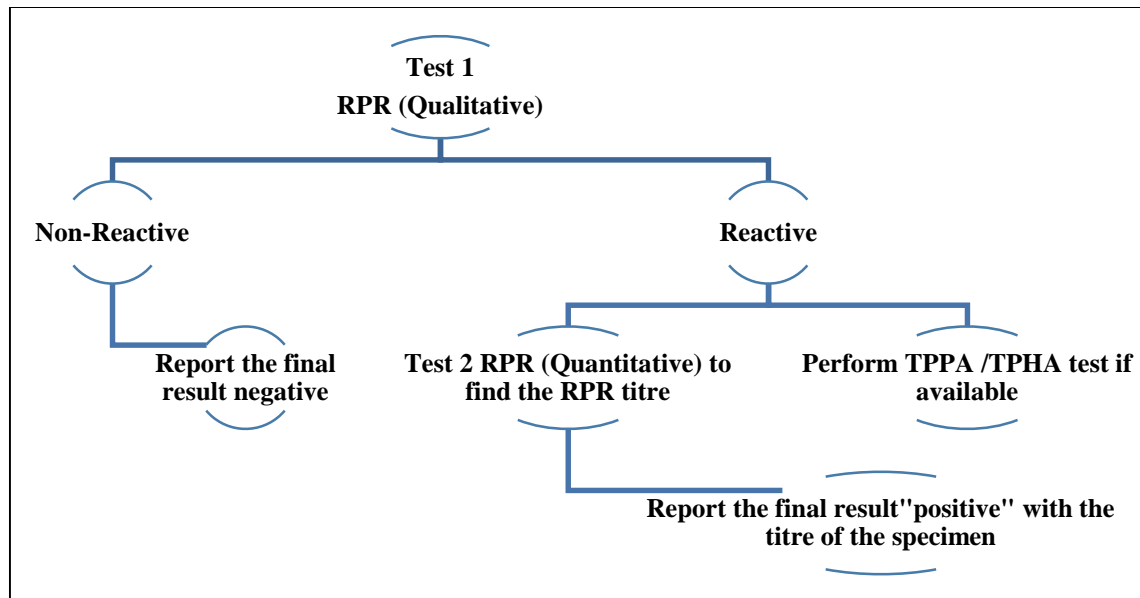 Test 1
RPR (Qualitative)
Non-Reactive
Reactive
Report the final
result negative
Test 2 RPR (Quantitative) to
find the RPR titre
Perform TPPA /TPHA test if
available
Report the final result"positive" with the
titre of the specimen